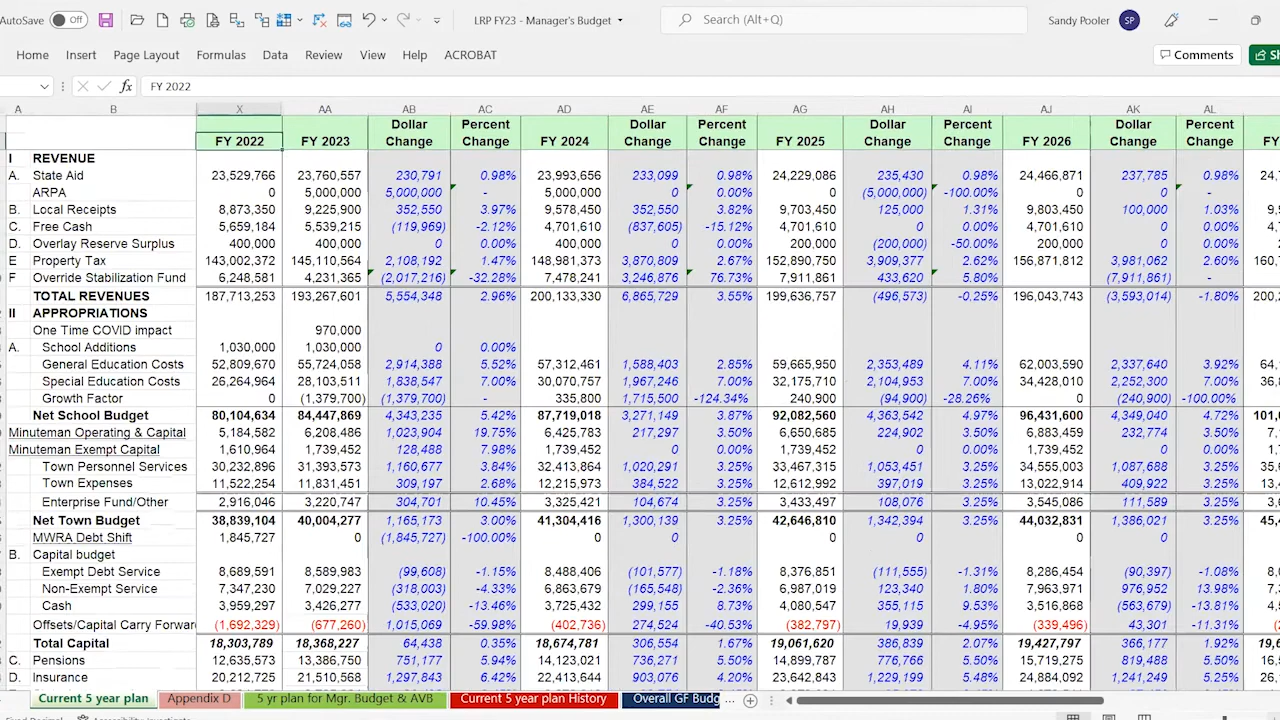 AutoSave Off LRP FY23 - Manager's Budget Search (Alt+Q) Sandy Pooler SP
Home Insert Page Layout Formulas Data Review View Help ACROBAT Comments
fx FY 2022
A B X AA AB AC AD AE AF AG AH AI AJ AK AL
Dollar Percent Dollar Percent Dollar Percent Dollar Percent
FY 2022 FY 2023 Change Change FY 2024 Change Change FY 2025 Change Change FY 2026 Change Change
I REVENUE
A. State Aid 23,529,766 23,760,557 230,791 0.98% 23,993,656 233,099 0.98% 24,229,086 235,430 0.98% 24,466,871 237,785 0.98%
ARPA 0 5,000,000 5,000,000 - 5,000,000 0 0.00% 0 (5,000,000) -100.00% 0 0 -
B. Local Receipts 8,873,350 9,225,900 352,550 3.97% 9,578,450 352,550 3.82% 9,703,450 125,000 1.31% 9,803,450 100,000 1.03%
C. Free Cash 5,659,184 5,539,215 (119,969) -2.12% 4,701,610 (837,605) -15.12% 4,701,610 0 0.00% 4,701,610 0 0.00%
D. Overlay Reserve Surplus 400,000 400,000 0 0.00% 400,000 0 0.00% 200,000 (200,000) -50.00% 200,000 0 0.00%
E Property Tax 143,002,372 145,110,564 2,108,192 1.47% 148,981,373 3,870,809 2.67% 152,890,750 3,909,377 2.62% 156,871,812 3,981,062 2.60%
Override Stabilization Fund 6,248,581 4,231,365 (2,017,216) -32.28% 7,478,241 3,246,876 76.73% 7,911,861 433,620 5.80% 0 (7,911,861) -
TOTAL REVENUES 187,713,253 193,267,601 5,554,348 2.96% 200,133,330 6,865,729 3.55% 199,636,757 (496,573) -0.25% 196,043,743 (3,593,014) -1.80%
II APPROPRIATIONS
One Time COVID impact 970,000
A. School Additions 1,030,000 1,030,000 0 0.00%
General Education Costs 52,809,670 55,724,058 2,914,388 5.52% 57,312,461 1,588,403 2.85% 59,665,950 2,353,489 4.11% 62,003,590 2,337,640 3.92%
Special Education Costs 26,264,964 28,103,511 1,838,547 7.00% 30,070,757 1,967,246 7.00% 32,175,710 2,104,953 7.00% 34,428,010 2,252,300 7.00%
Growth Factor 0 (1,379,700) (1,379,700) - 335,800 1,715,500 -124.34% 240,900 (94,900) -28.26% 0 (240,900) -100.00%
Net School Budget 80,104,634 84,447,869 4,343,235 5.42% 87,719,018 3,271,149 3.87% 92,082,560 4,363,542 4.97% 96,431,600 4,349,040 4.72%
Minuteman Operating & Capital 5,184,582 6,208,486 1,023,904 19.75% 6,425,783 217,297 3.50% 6,650,685 224,902 3.50% 6,883,459 232,774 3.50%
Minuteman Exempt Capital 1,610,964 1,739,452 128,488 7.98% 1,739,452 0 0.00% 1,739,452 0 0.00% 1,739,452 0 0.00%
Town Personnel Services 30,232,896 31,393,573 1,160,677 3.84% 32,413,864 1,020,291 3.25% 33,467,315 1,053,451 3.25% 34,555,003 1,087,688 3.25%
Town Expenses 11,522,254 11,831,451 309,197 2.68% 12,215,973 384,522 3.25% 12,612,992 397,019 3.25% 13,022,914 409,922 3.25%
Enterprise Fund/Other 2,916,046 3,220,747 304,701 10.45% 3,325,421 104,674 3.25% 3,433,497 108,076 3.25% 3,545,086 111,589 3.25%
Net Town Budget 38,839,104 40,004,277 1,165,173 3.00% 41,304,416 1,300,139 3.25% 42,646,810 1,342,394 3.25% 44,032,831 1,386,021 3.25%
MWRA Debt Shift 1,845,727 0 (1,845,727) -100.00% 0 0 0 0 0 0
B. Capital budget
Exempt Debt Service 8,689,591 8,589,983 (99,608) -1.15% 8,488,406 (101,577) -1.18% 8,376,851 (111,555) -1.31% 8,286,454 (90,397) -1.08%
Non-Exempt Service 7,347,230 7,029,227 (318,003) -4.33% 6,863,679 (165,548) -2.36% 6,987,019 123,340 1.80% 7,963,971 976,952 13.98%
Cash 3,959,297 3,426,277 (533,020) -13.46% 3,725,432 299,155 8.73% 4,080,547 355,115 9.53% 3,516,868 (563,679) -13.81%
Offsets/Capital Carry Forward (1,692,329) (677,260) 1,015,069 -59.98% (402,736) 274,524 -40.53% (382,797) 19,939 -4.95% (339,496) 43,301 -11.31%
Total Capital 18,303,789 18,368,227 64,438 0.35% 18,674,781 306,554 1.67% 19,061,620 386,839 2.07% 19,427,797 366,177 1.92%
C. Pensions 12,635,573 13,386,750 751,177 5.94% 14,123,021 736,271 5.50% 14,899,787 776,766 5.50% 15,719,275 819,488 5.50%
D. Insurance 20,212,725 21,510,568 1,297,843 6.42% 22,413,644 903,076 4.20% 23,642,843 1,229,199 5.48% 24,884,092 1,241,249 5.25%
Current 5 year plan Appendix D 5 yr plan for Mgr. Budget & AVB Current 5 year plan History Overall GF Budg ...